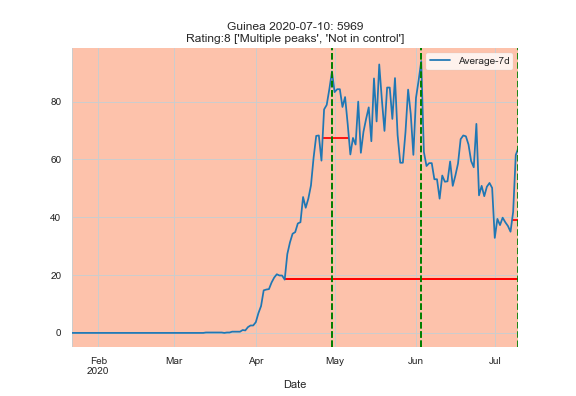 Guinea 2020-07-10: 5969
Rating:8 ['Multiple peaks', 'Not in control']
Average-7d
80
60
40
20
0
Feb
2020
Mar
Apr
May
Jun
Jul
Date